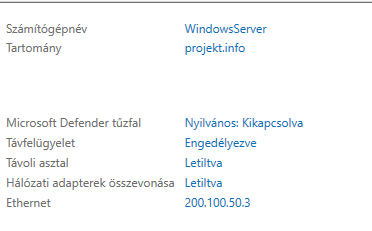 Számítógépnév WindowsServer
Tartomány projekt.info
Microsoft Defender tűzfal Nyilvános: Kikapcsolva
Távfelügyelet Engedélyezve
Távoli asztal Letiltva
Hálózati adapterek összevonása Letiltva
Ethernet 200.100.50.3